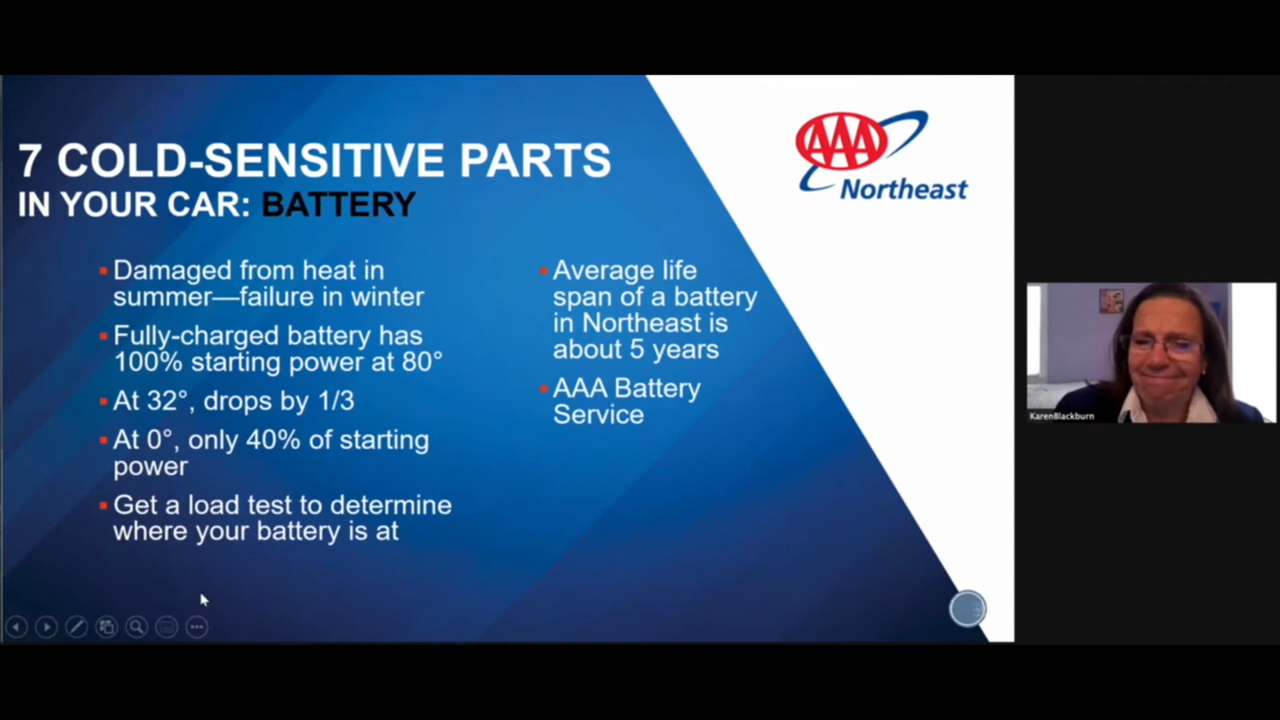 7 COLD-SENSITIVE PARTS
IN YOUR CAR: BATTERY
▪ Damaged from heat in
summer—failure in winter
▪ Fully-charged battery has
100% starting power at 80°
▪ At 32°, drops by 1/3
▪ At 0°, only 40% of starting
power
▪ Get a load test to determine
where your battery is at
▪ Average life
span of a battery
in Northeast is
about 5 years
▪ AAA Battery
Service
AAA
Northeast
KarenBlackburn